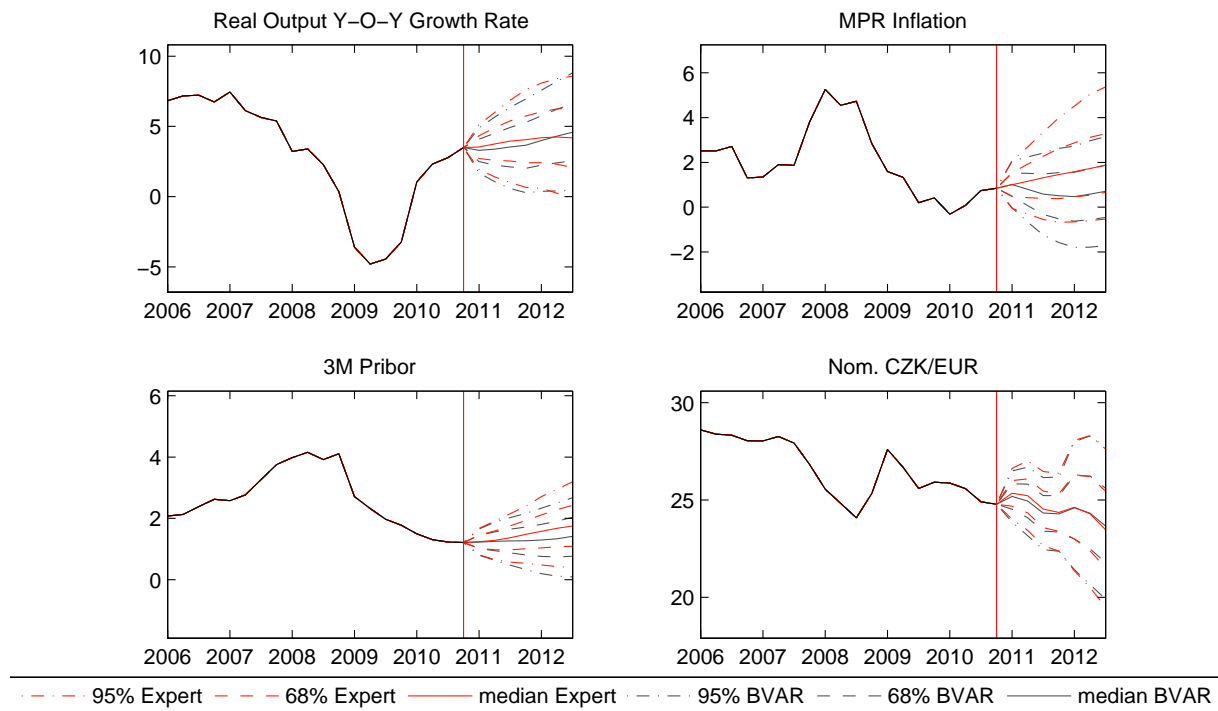 Real Output Y−O−Y Growth Rate
10
5
0
−5
2006 2007 2008 2009 2010 2011 2012
MPR Inflation
6
4
2
0
−2
2006 2007 2008 2009 2010 2011 2012
3M Pribor
6
4
2
0
2006 2007 2008 2009 2010 2011 2012
Nom. CZK/EUR
30
25
20
2006 2007 2008 2009 2010 2011 2012
95% Expert 68% Expert median Expert 95% BVAR 68% BVAR median BVAR